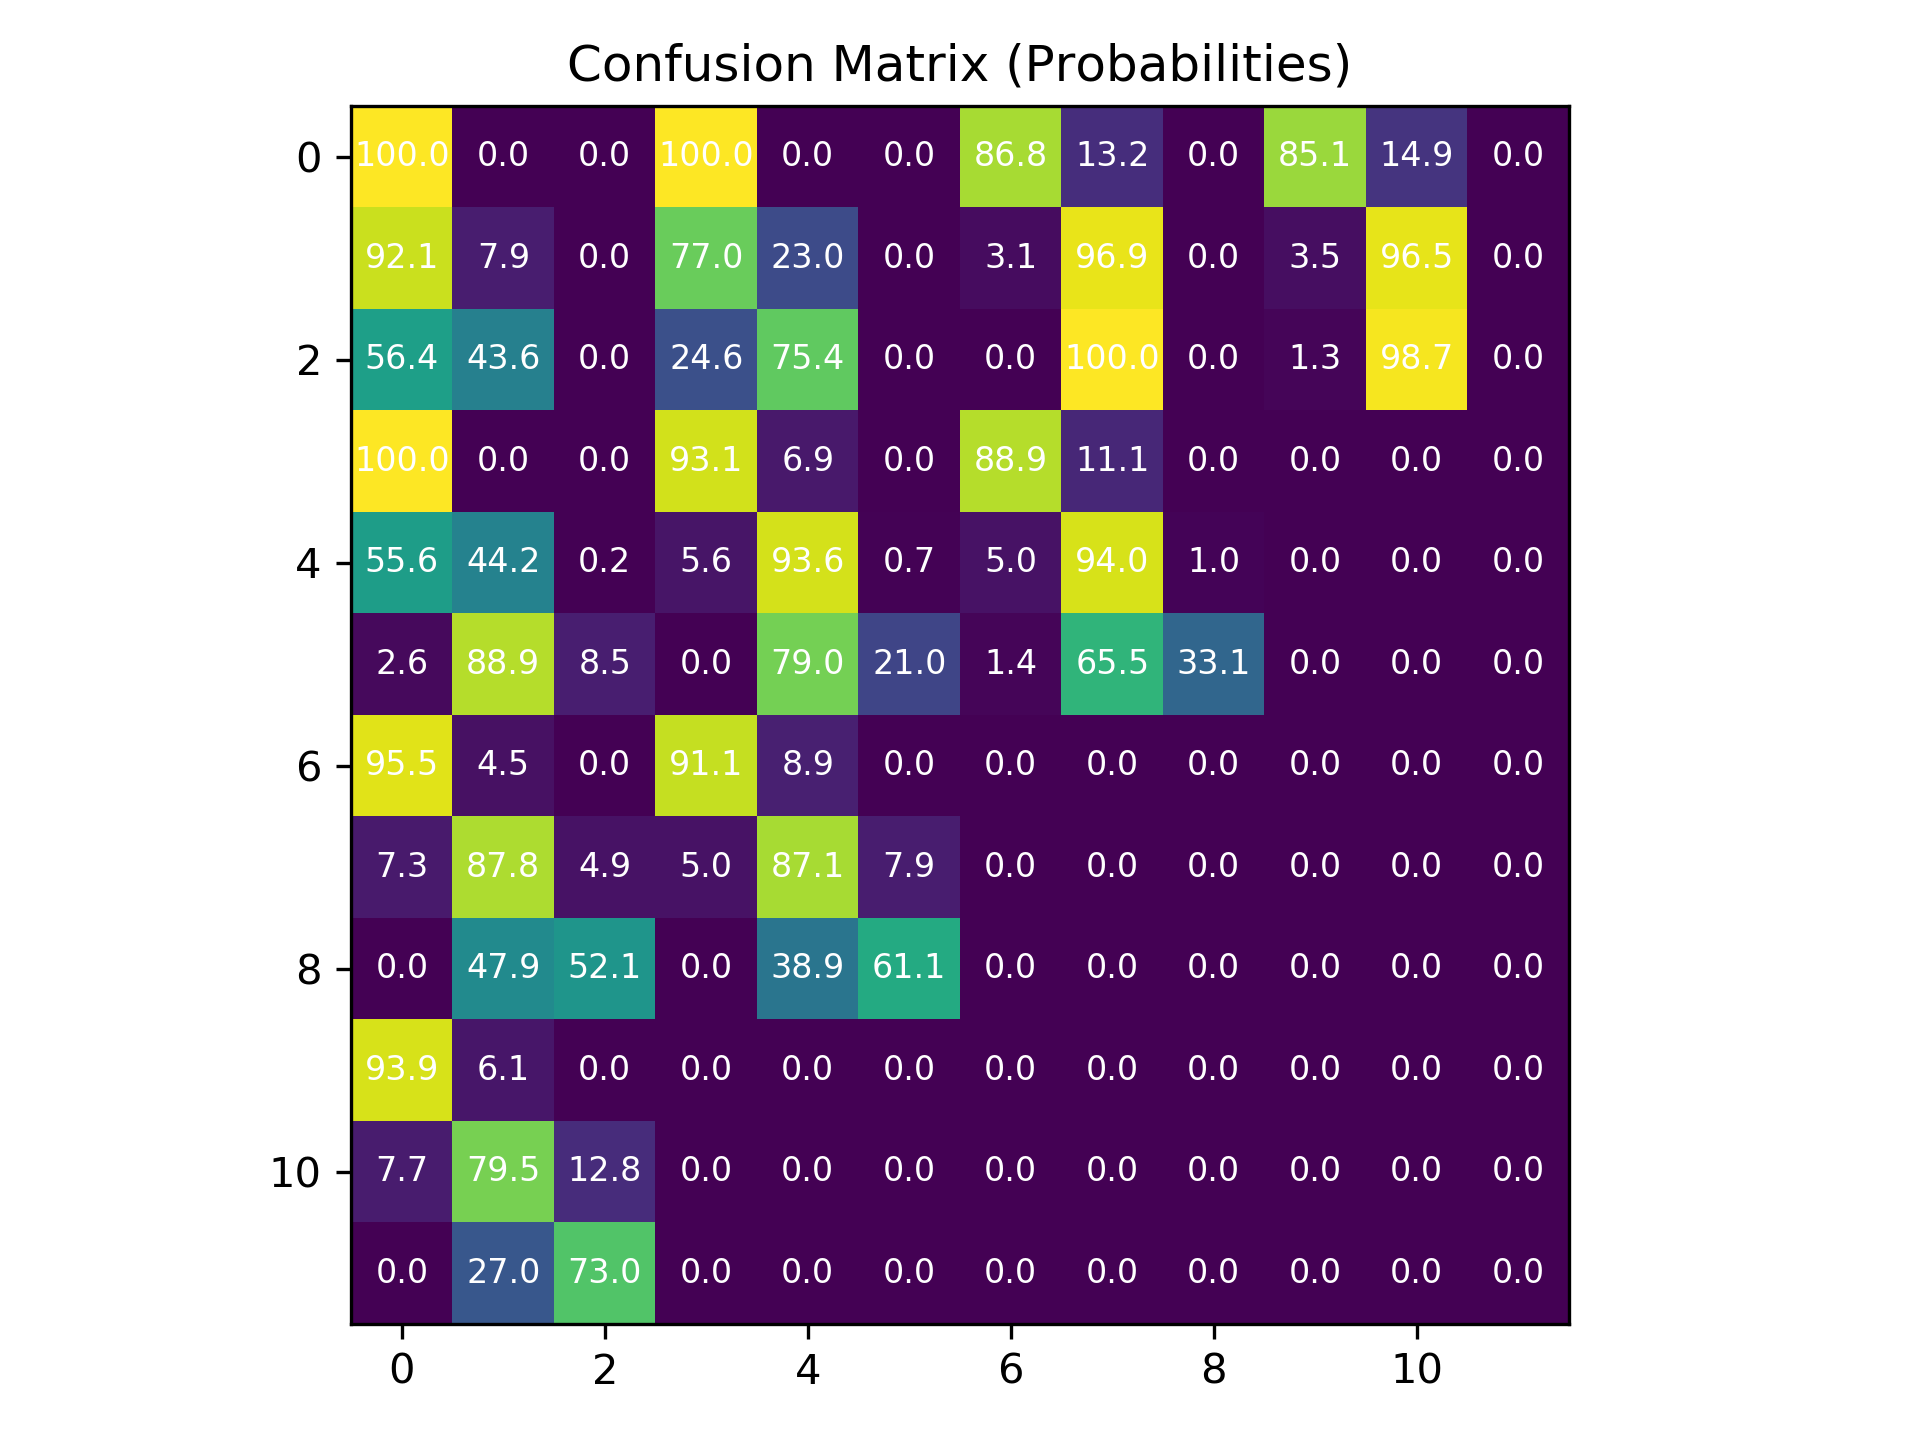 Confusion Matrix (Probabilities)
0 100.0 0.0 0.0 100.0 0.0 0.0 86.8 13.2 0.0 85.1 14.9 0.0
92.1 7.9 0.0 77.0 23.0 0.0 3.1 96.9 0.0 3.5 96.5 0.0
2 56.4 43.6 0.0 24.6 75.4 0.0 0.0 100.0 0.0 1.3 98.7 0.0
100.0 0.0 0.0 93.1 6.9 0.0 88.9 11.1 0.0 0.0 0.0 0.0
4 55.6 44.2 0.2 5.6 93.6 0.7 5.0 94.0 1.0 0.0 0.0 0.0
2.6 88.9 8.5 0.0 79.0 21.0 1.4 65.5 33.1 0.0 0.0 0.0
6 95.5 4.5 0.0 91.1 8.9 0.0 0.0 0.0 0.0 0.0 0.0 0.0
7.3 87.8 4.9 5.0 87.1 7.9 0.0 0.0 0.0 0.0 0.0 0.0
8 0.0 47.9 52.1 0.0 38.9 61.1 0.0 0.0 0.0 0.0 0.0 0.0
93.9 6.1 0.0 0.0 0.0 0.0 0.0 0.0 0.0 0.0 0.0 0.0
10 7.7 79.5 12.8 0.0 0.0 0.0 0.0 0.0 0.0 0.0 0.0 0.0
0.0 27.0 73.0 0.0 0.0 0.0 0.0 0.0 0.0 0.0 0.0 0.0
0 2 4 6 8 10